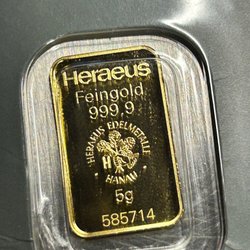 Heraeus
Feingold
999,9
HERAEUS EDELMETALLE
H
HANAU
5g
585714